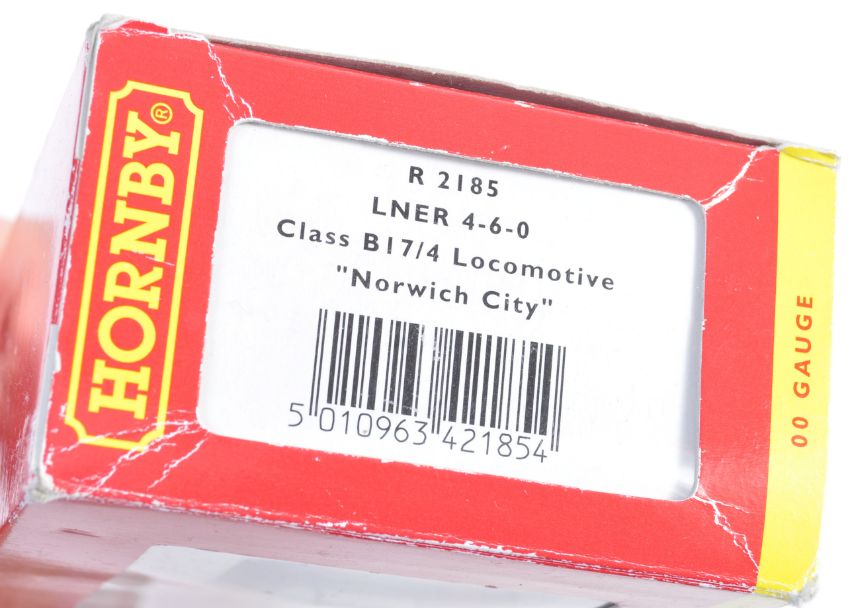 HORNBY®
R 2185
LNER 4-6-0
Class B17/4 Locomotive
"Norwich City"
5 010963 421854
00 GAUGE